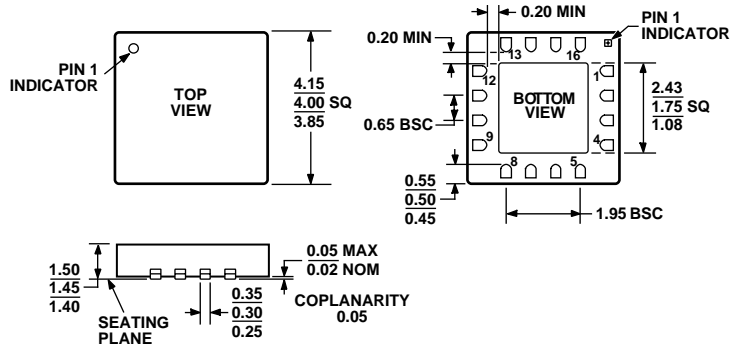 PIN 1
INDICATOR
TOP
VIEW
4.15
4.00 SQ
3.85
0.20 MIN
0.20 MIN
PIN 1
INDICATOR
13
16
12
1
BOTTOM
VIEW
0.65 BSC
9
4
8
5
2.43
1.75 SQ
1.08
0.55
0.50
0.45
1.95 BSC
1.50
1.45
1.40
SEATING
PLANE
0.35
0.30
0.25
0.05 MAX
0.02 NOM
COPLANARITY
0.05